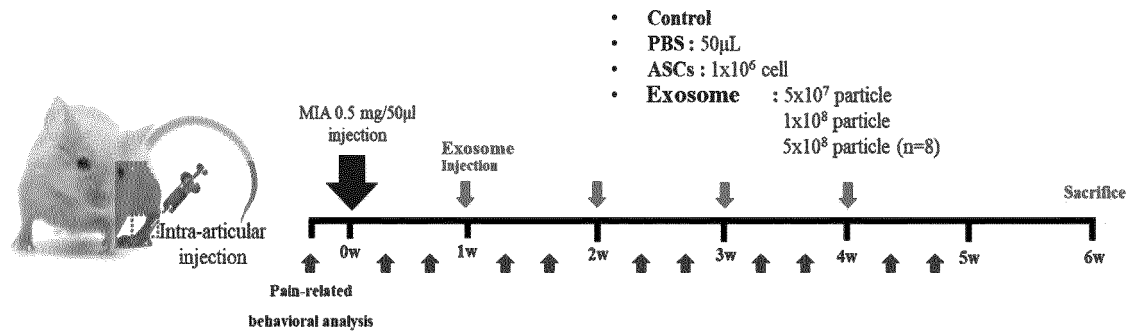 • Control
• PBS : 50μL
• ASCs : 1x10⁶ cell
• Exosome : 5x10⁷ particle
1x10⁸ particle
5x10⁸ particle (n=8)
MIA 0.5 mg/50μl
injection
Exosome
Injection
Sacrifice
Intra-articular
injection
0w 1w 2w 3w 4w 5w 6w
Pain-related
behavioral analysis